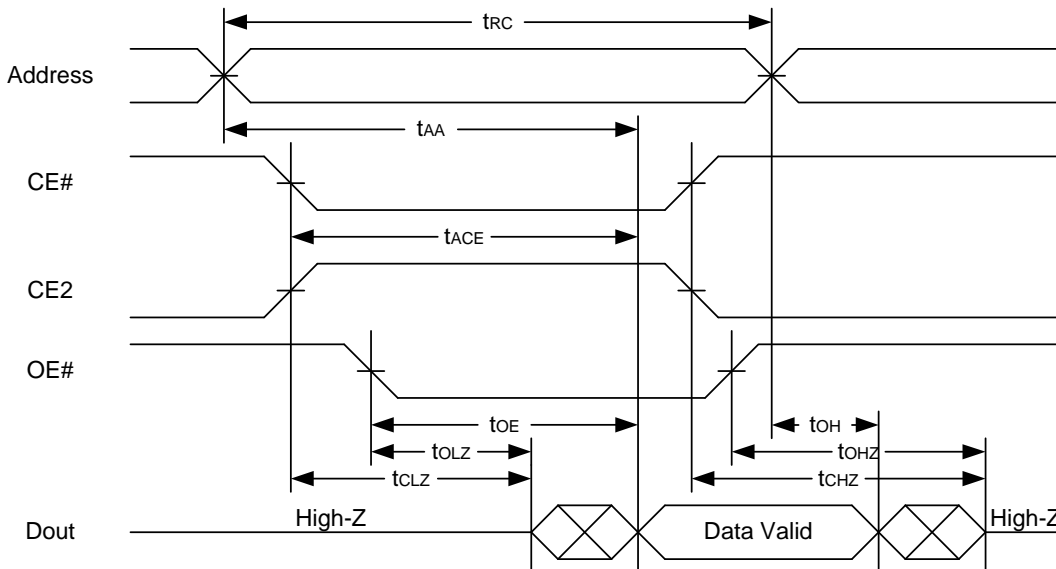 tRC
Address
tAA
CE#
tACE
CE2
OE#
tOE
tOH
tOLZ
tOHZ
tCLZ
tCHZ
High-Z
Data Valid
High-Z
Dout